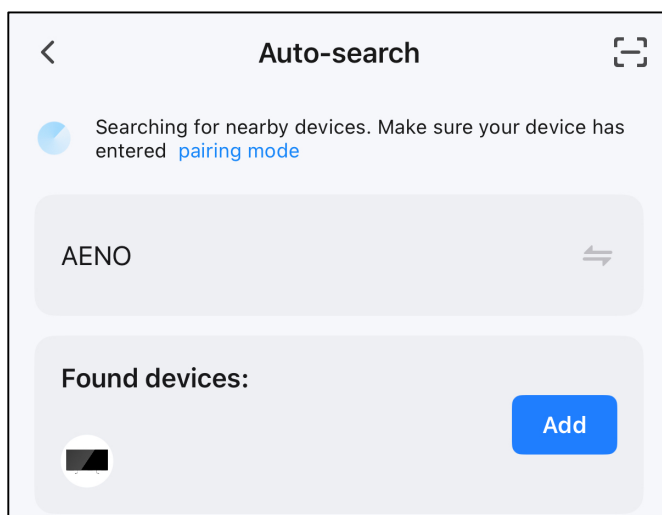 Auto-search
Searching for nearby devices. Make sure your device has
entered pairing mode
AENO
Found devices:
Add